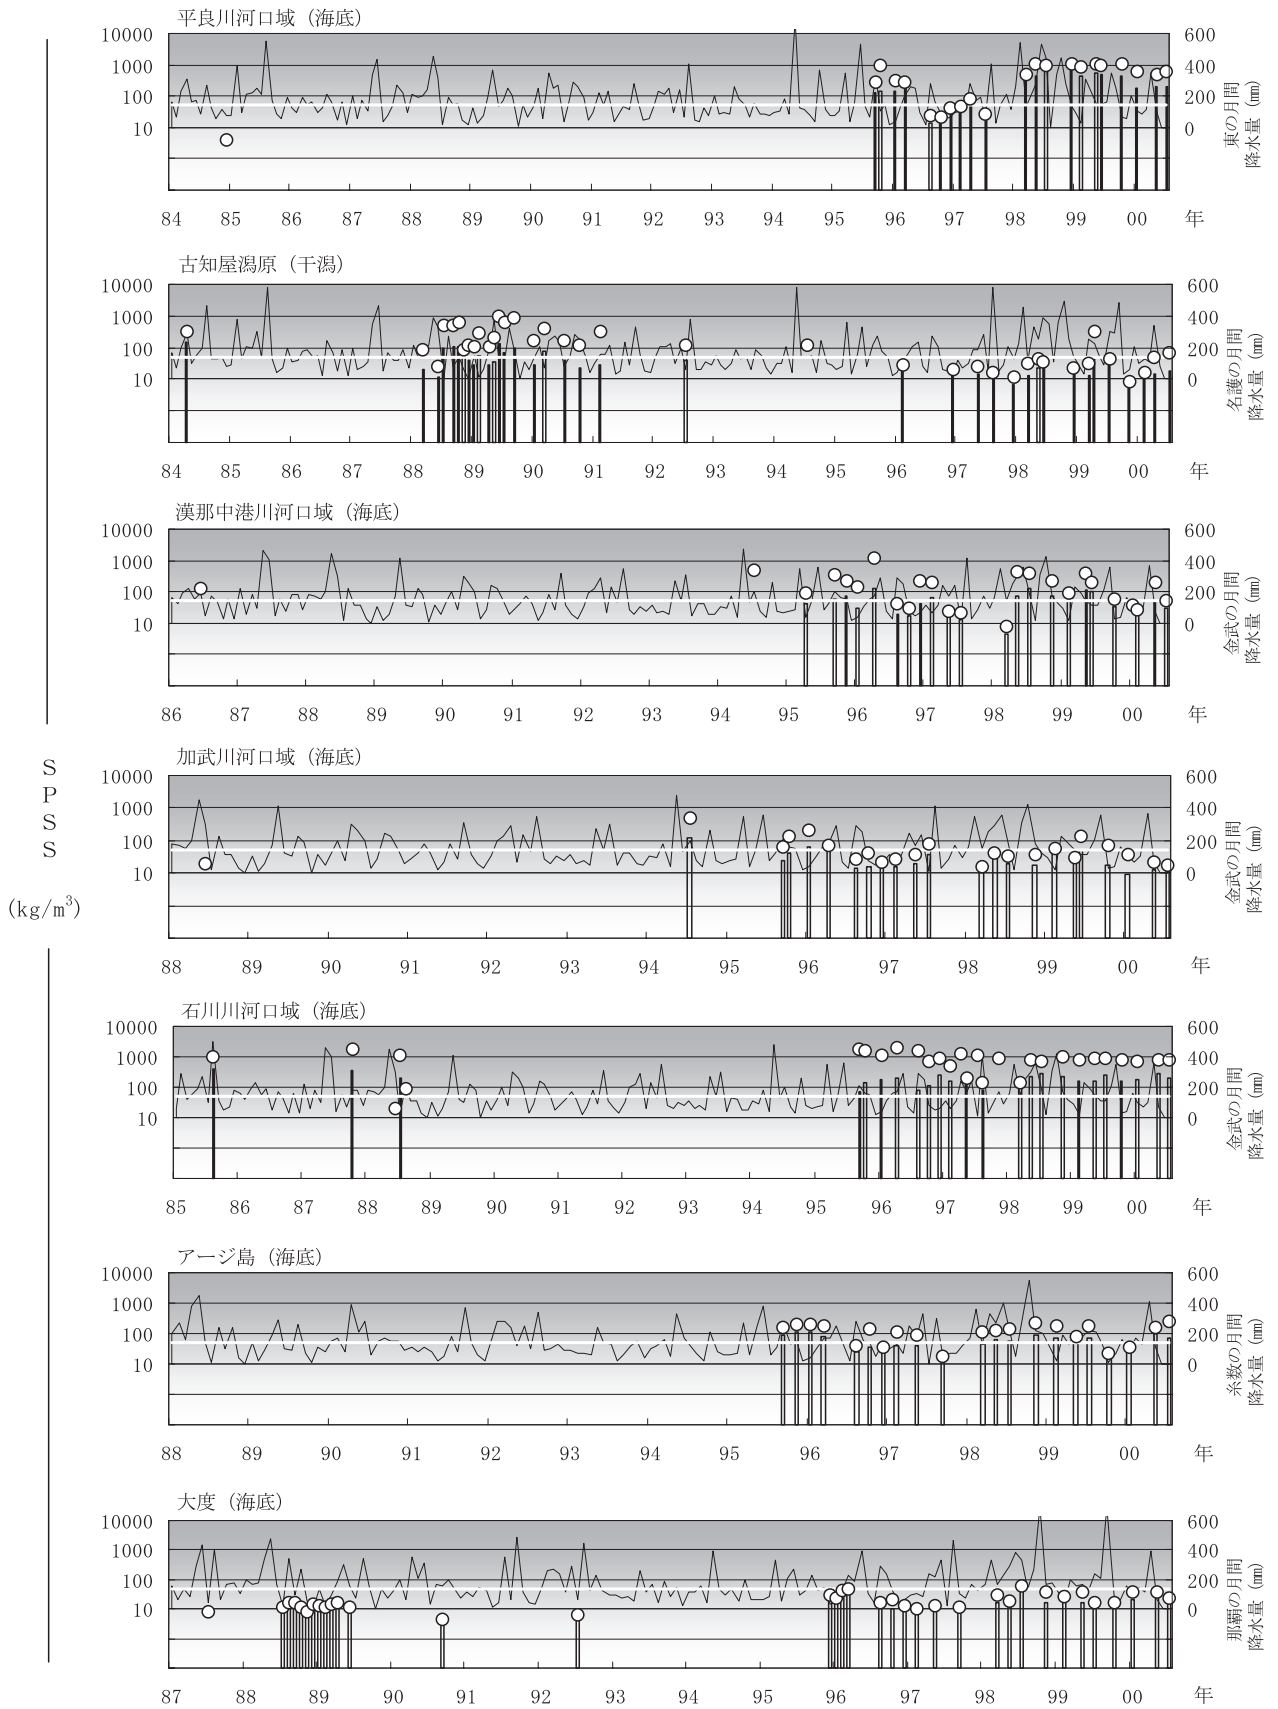 平良川河口域（海底）
10000
1000
100
10
600
400
200
0
東の月間
降水量（㎜）
84 85 86 87 88 89 90 91 92 93 94 95 96 97 98 99 00 年
古知屋潟原（干潟）
10000
1000
100
10
600
400
200
0
名護の月間
降水量（㎜）
84 85 86 87 88 89 90 91 92 93 94 95 96 97 98 99 00 年
漢那中港川河口域（海底）
10000
1000
100
10
600
400
200
0
金武の月間
降水量（㎜）
86 87 88 89 90 91 92 93 94 95 96 97 98 99 00 年
SPSS
(kg/m³)
加武川河口域（海底）
10000
1000
100
10
600
400
200
0
金武の月間
降水量（㎜）
88 89 90 91 92 93 94 95 96 97 98 99 00 年
石川川河口域（海底）
10000
1000
100
10
600
400
200
0
金武の月間
降水量（㎜）
85 86 87 88 89 90 91 92 93 94 95 96 97 98 99 00 年
アージ島（海底）
10000
1000
100
10
600
400
200
0
糸数の月間
降水量（㎜）
88 89 90 91 92 93 94 95 96 97 98 99 00 年
大度（海底）
10000
1000
100
10
600
400
200
0
那覇の月間
降水量（㎜）
87 88 89 90 91 92 93 94 95 96 97 98 99 00 年